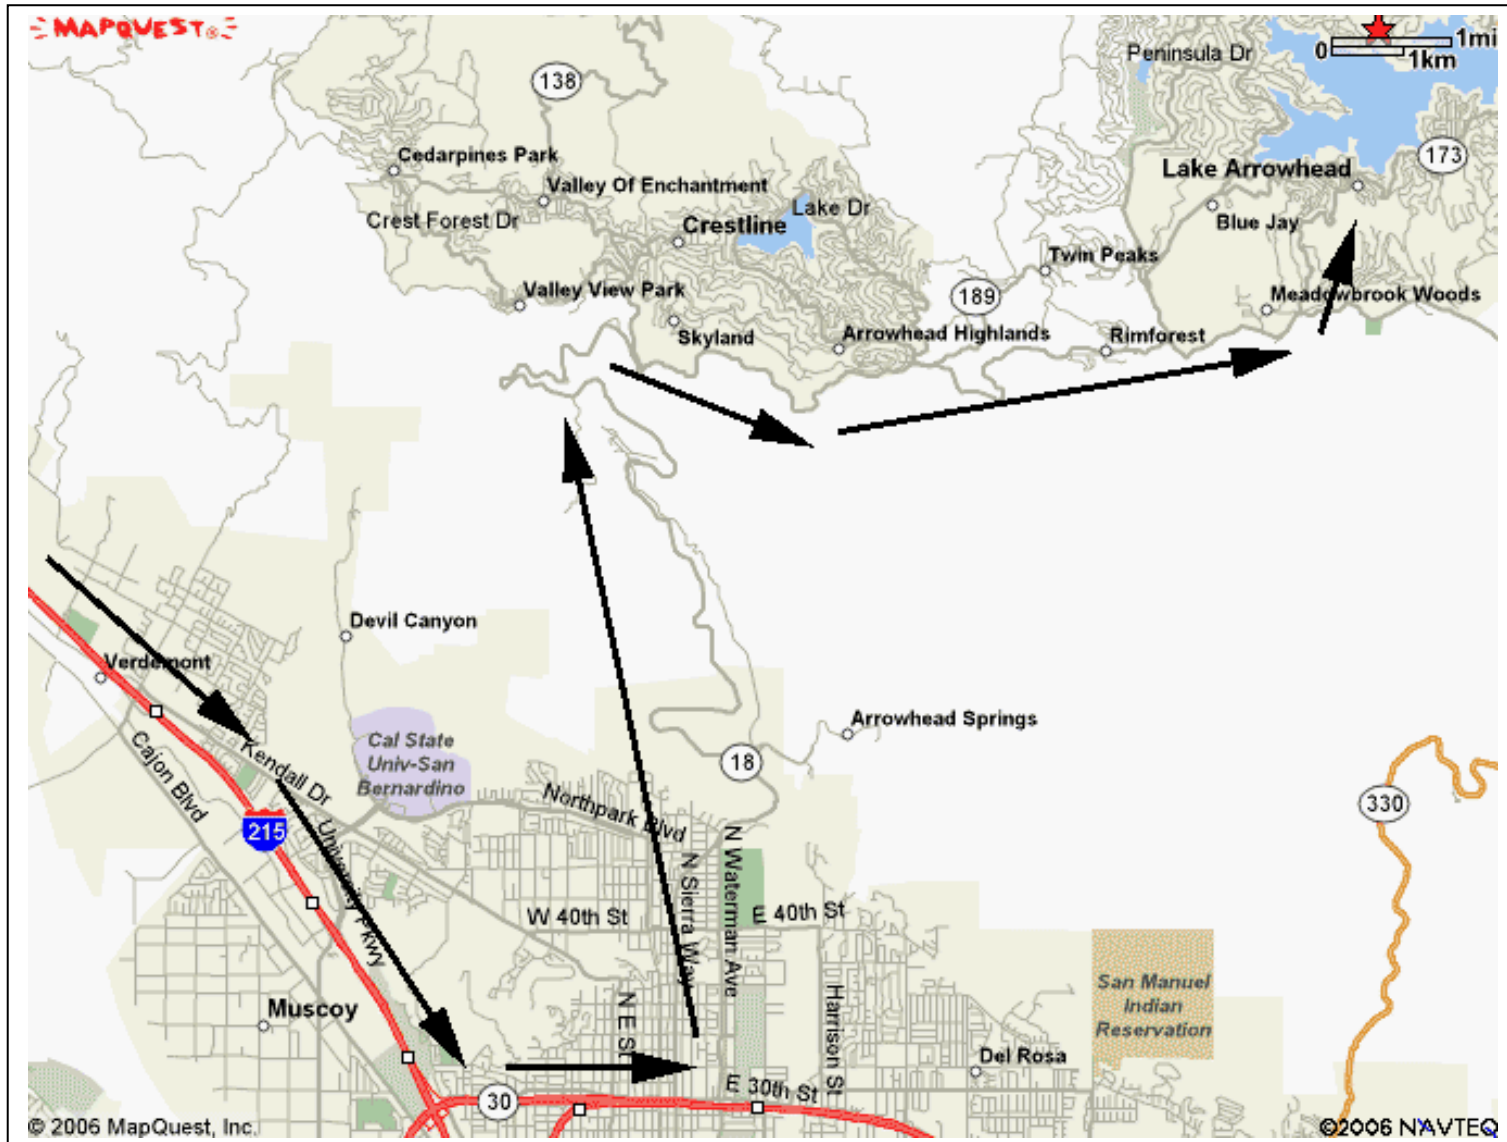 MAPQUEST®
0
1mi
1km
Peninsula Dr
138
173
Cedarpines Park
Lake Arrowhead
Valley Of Enchantment
Lake Dr
Crest Forest Dr
Crestline
Blue Jay
Twin Peaks
Valley View Park
189
Meadowbrook Woods
Skyland
Arrowhead Highlands
Rimforest
Devil Canyon
Verdemont
Arrowhead Springs
Cal State
Univ-San
Bernardino
18
Kendall Dr
Cajon Blvd
Northpark Blvd
330
215
University Pkwy
N Sierra Way
N Waterman Ave
W 40th St
E 40th St
San Manuel
Indian
Reservation
Muscoy
N E St
Harrison St
Del Rosa
E 30th St
30
© 2006 MapQuest, Inc.
©2006 NAVTEQ